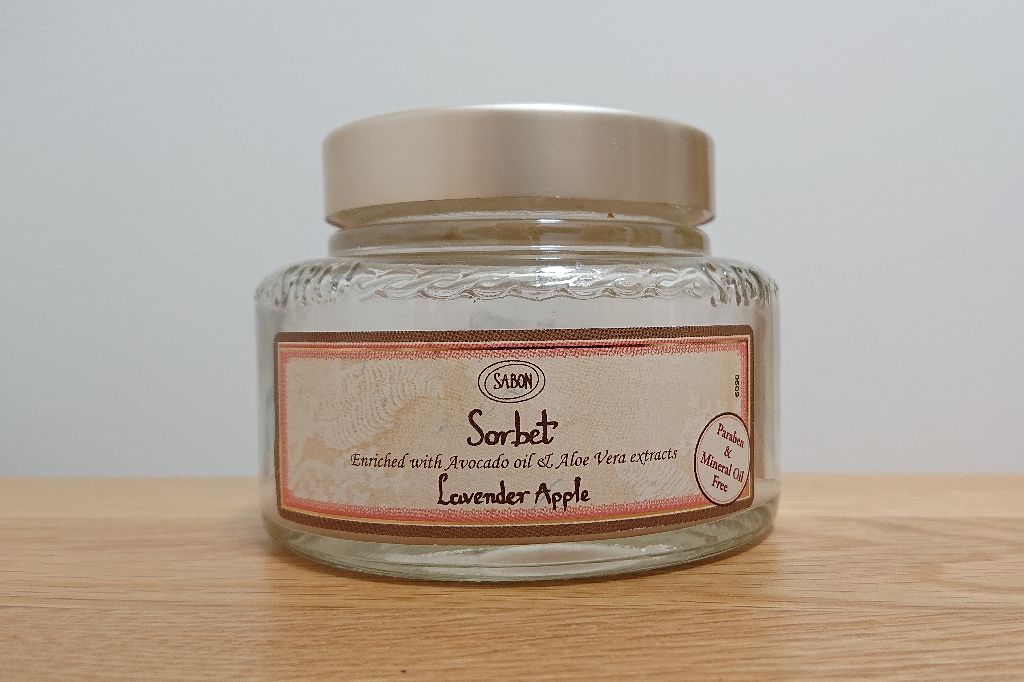 SABON
Sorbet
Enriched with Avocado oil & Aloe Vera extracts
Lavender Apple
Paraben
&
Mineral Oil
Free